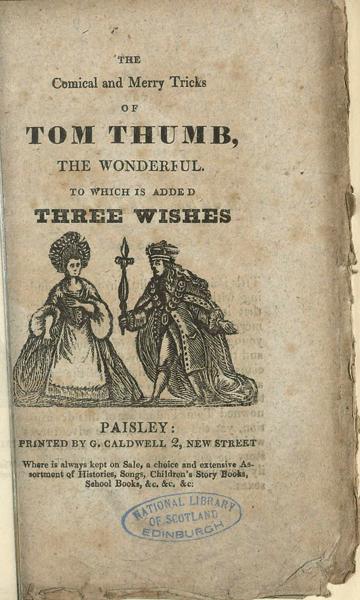 THE
Comical and Merry Tricks
OF
TOM THUMB,
THE WONDERFUL.
TO WHICH IS ADDED
THREE WISHES
PAISLEY:
PRINTED BY G. CALDWELL 2, NEW STREET
Where is always kept on Sale, a choice and extensive As-
sortment of Histories, Songs, Children's Story Books,
School Books, &c. &c. &c:
NATIONAL LIBRARY
OF SCOTLAND
EDINBURGH